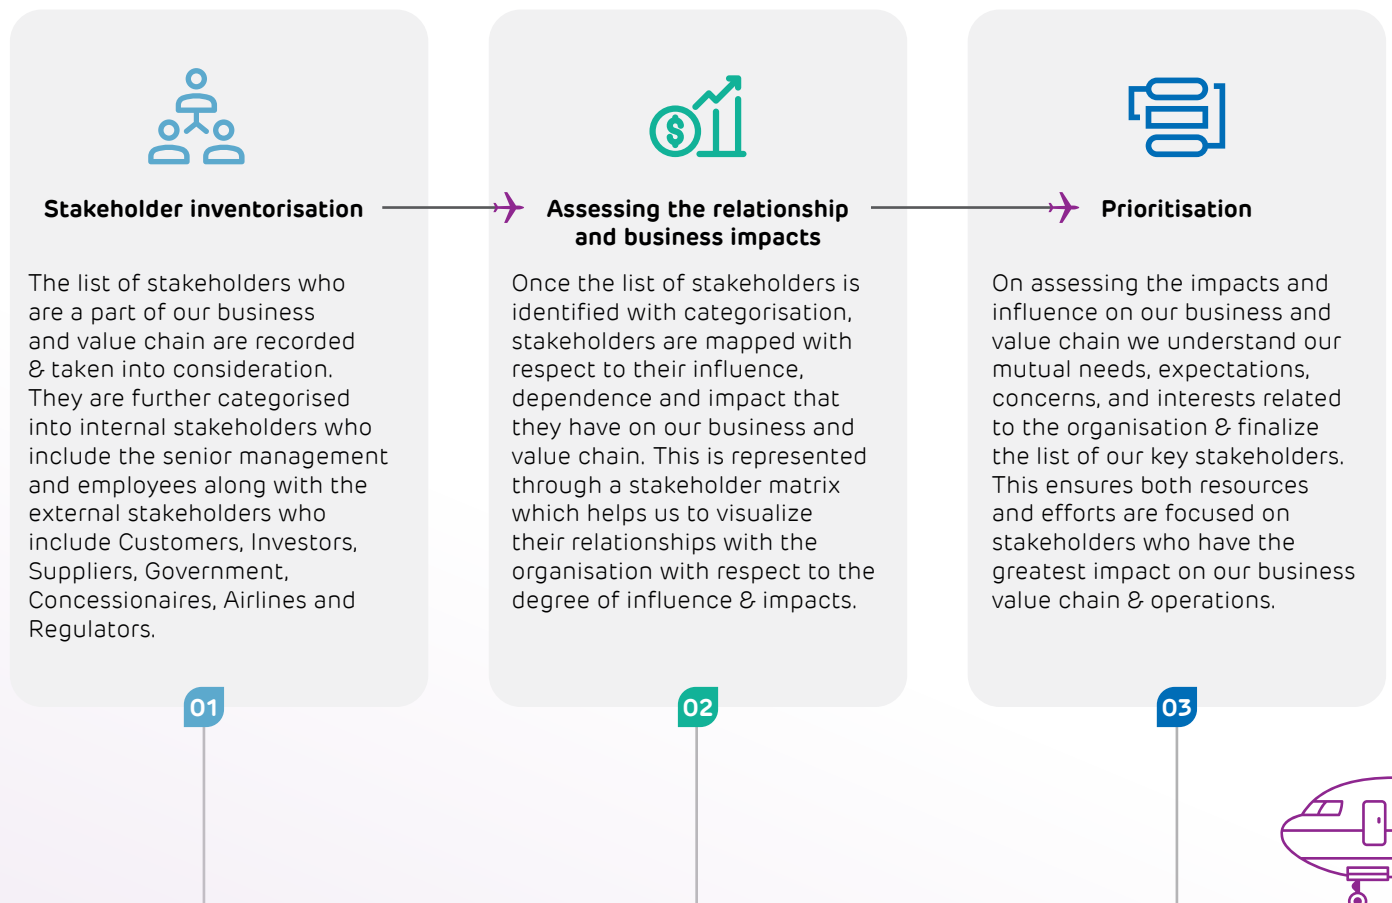 Stakeholder inventorisation
The list of stakeholders who
are a part of our business
and value chain are recorded
& taken into consideration.
They are further categorised
into internal stakeholders who
include the senior management
and employees along with the
external stakeholders who
include Customers, Investors,
Suppliers, Government,
Concessionaires, Airlines and
Regulators.
01
Assessing the relationship
and business impacts
Once the list of stakeholders is
identified with categorisation,
stakeholders are mapped with
respect to their influence,
dependence and impact that
they have on our business and
value chain. This is represented
through a stakeholder matrix
which helps us to visualize
their relationships with the
organisation with respect to the
degree of influence & impacts.
02
Prioritisation
On assessing the impacts and
influence on our business and
value chain we understand our
mutual needs, expectations,
concerns, and interests related
to the organisation & finalize
the list of our key stakeholders.
This ensures both resources
and efforts are focused on
stakeholders who have the
greatest impact on our business
value chain & operations.
03